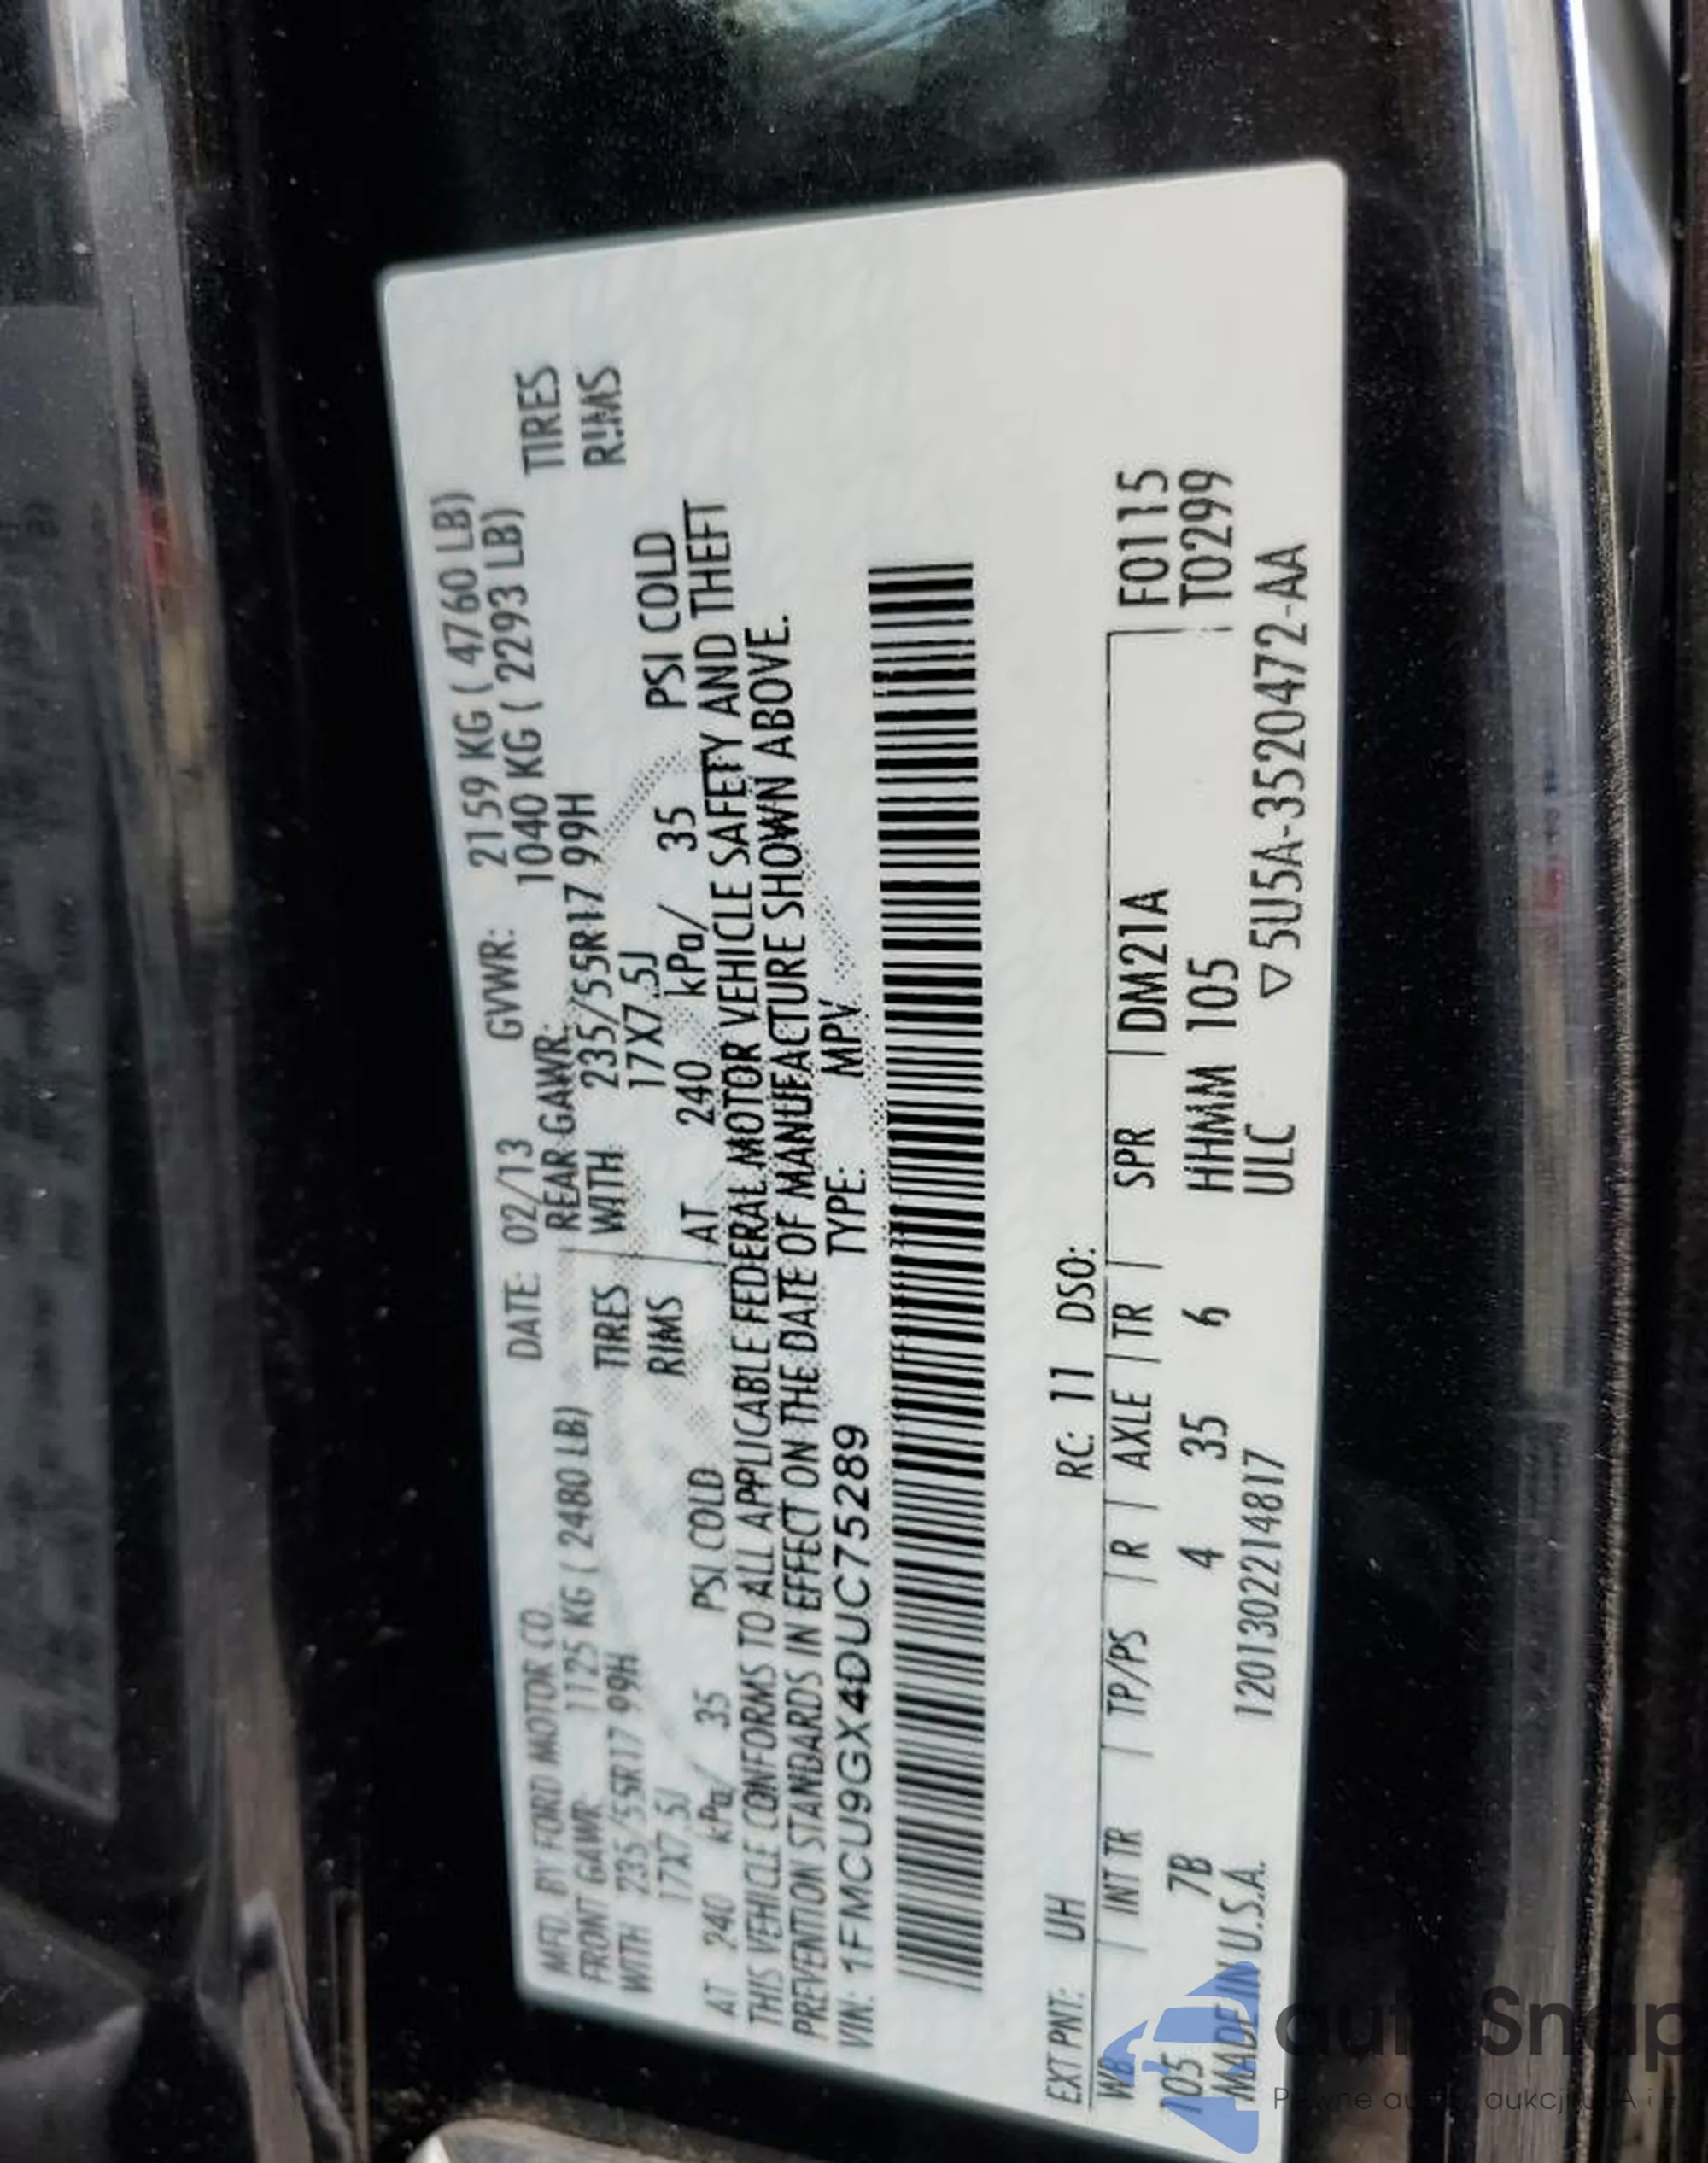 MFD. BY FORD MOTOR CO. DATE: 02/13 GVWR: 2159 KG ( 4760 LB)
FRONT GAWR: 1125 KG ( 2480 LB) REAR GAWR: 1040 KG ( 2293 LB)
WITH 235/55R17 99H TIRES WITH 235/55R17 99H TIRES
17X7.5J RIMS 17X7.5J RIMS
AT 240 kPa/ 35 PSI COLD AT 240 kPa/ 35 PSI COLD
THIS VEHICLE CONFORMS TO ALL APPLICABLE FEDERAL MOTOR VEHICLE SAFETY AND THEFT
PREVENTION STANDARDS IN EFFECT ON THE DATE OF MANUFACTURE SHOWN ABOVE.
VIN: 1FMCU9GX4DUC75289 TYPE: MPV
EXT PNT: UH RC: 11 DSO:
WB | INT TR | TP/PS | R | AXLE | TR | SPR | DM21A F0115
105 7B 4 35 6 HHMM 105 T0299
MADE IN U.S.A. 120130221 4817 ULC ▽ 5U5A-3520472-AA